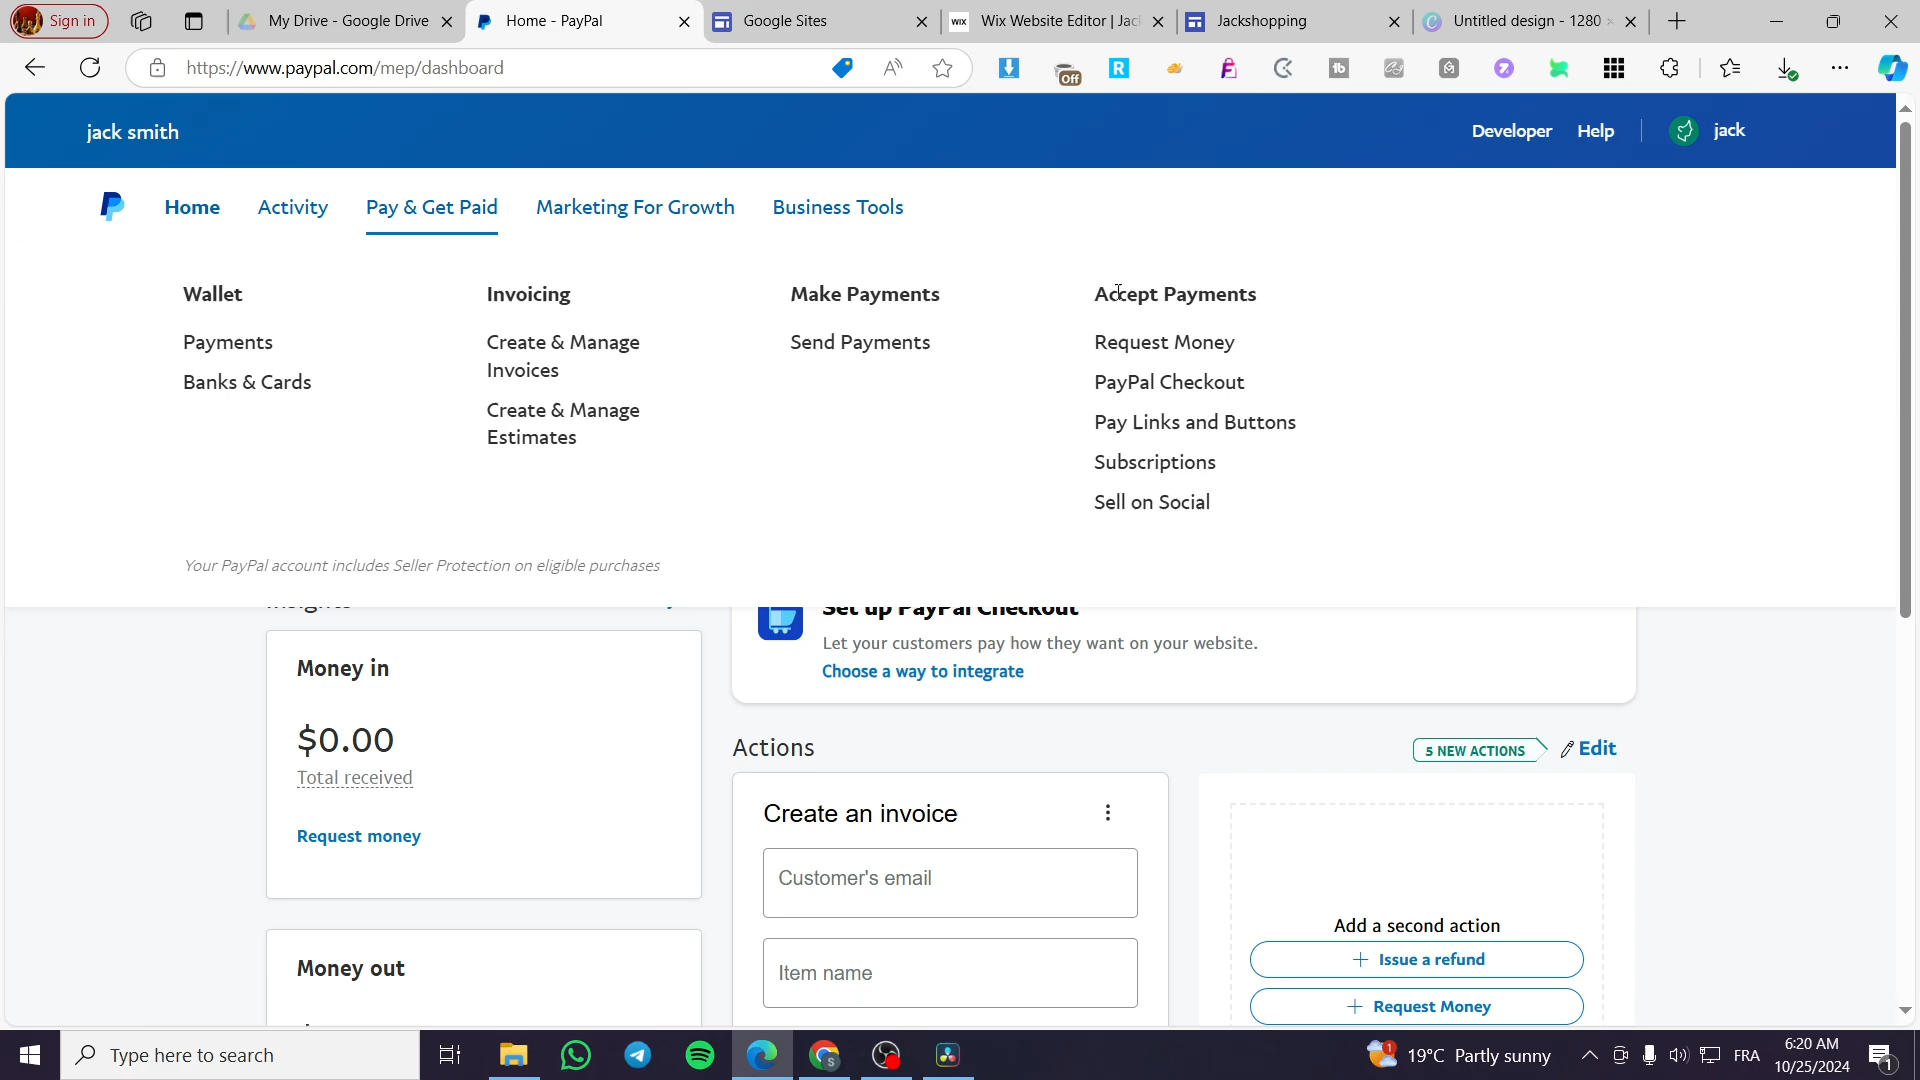 Sign in
My Drive - Google Drive
Home - PayPal
Google Sites
WIX
Wix Website Editor | Jac
Jackshopping
Untitled design - 1280
https://www.paypal.com/mep/dashboard
Off
jack smith
Developer
Help
jack
Home
Activity
Pay & Get Paid
Marketing For Growth
Business Tools
Wallet
Invoicing
Make Payments
Accept Payments
Payments
Create & Manage
Invoices
Send Payments
Request Money
Banks & Cards
PayPal Checkout
Create & Manage
Estimates
Pay Links and Buttons
Subscriptions
Sell on Social
Your PayPal account includes Seller Protection on eligible purchases
Set up PayPal Checkout
Let your customers pay how they want on your website.
Choose a way to integrate
Money in
$0.00
Total received
Request money
Actions
5 NEW ACTIONS
Edit
Create an invoice
Customer's email
Item name
Add a second action
Issue a refund
Request Money
Money out
Type here to search
19°C Partly sunny
FRA
6:20 AM
10/25/2024
1